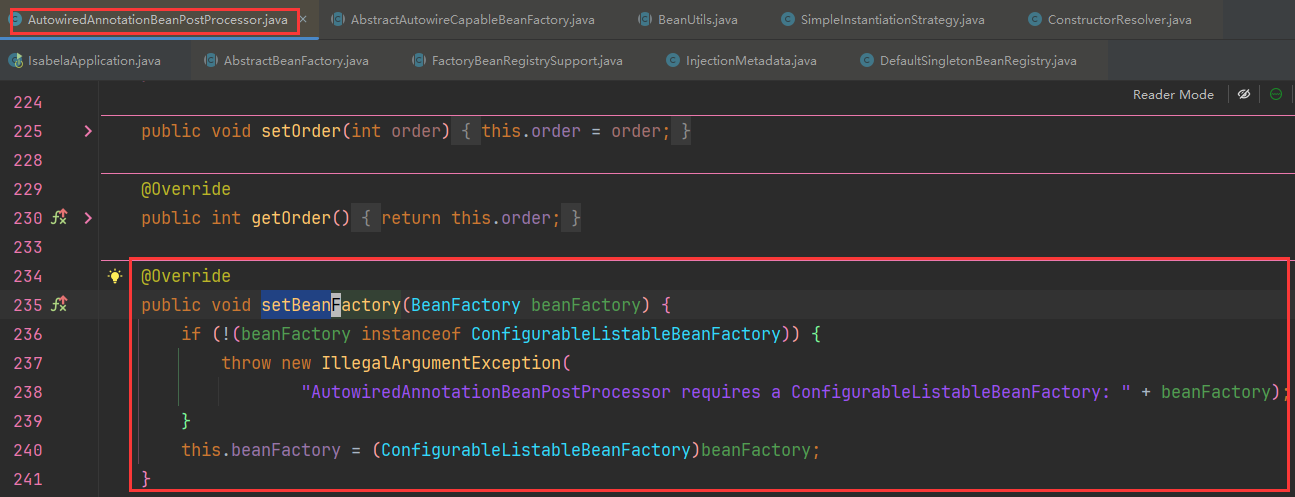 AutowiredAnnotationBeanPostProcessor.java × AbstractAutowireCapableBeanFactory.java BeanUtils.java SimpleInstantiationStrategy.java ConstructorResolver.java
IsabelaApplication.java AbstractBeanFactory.java FactoryBeanRegistrySupport.java InjectionMetadata.java DefaultSingletonBeanRegistry.java
Reader Mode
224
225 public void setOrder(int order) { this.order = order; }
228
229 @Override
230 public int getOrder() { return this.order; }
233
234 @Override
235 public void setBeanFactory(BeanFactory beanFactory) {
236 if (!(beanFactory instanceof ConfigurableListableBeanFactory)) {
237 throw new IllegalArgumentException(
238 "AutowiredAnnotationBeanPostProcessor requires a ConfigurableListableBeanFactory: " + beanFactory);
239 }
240 this.beanFactory = (ConfigurableListableBeanFactory)beanFactory;
241 }